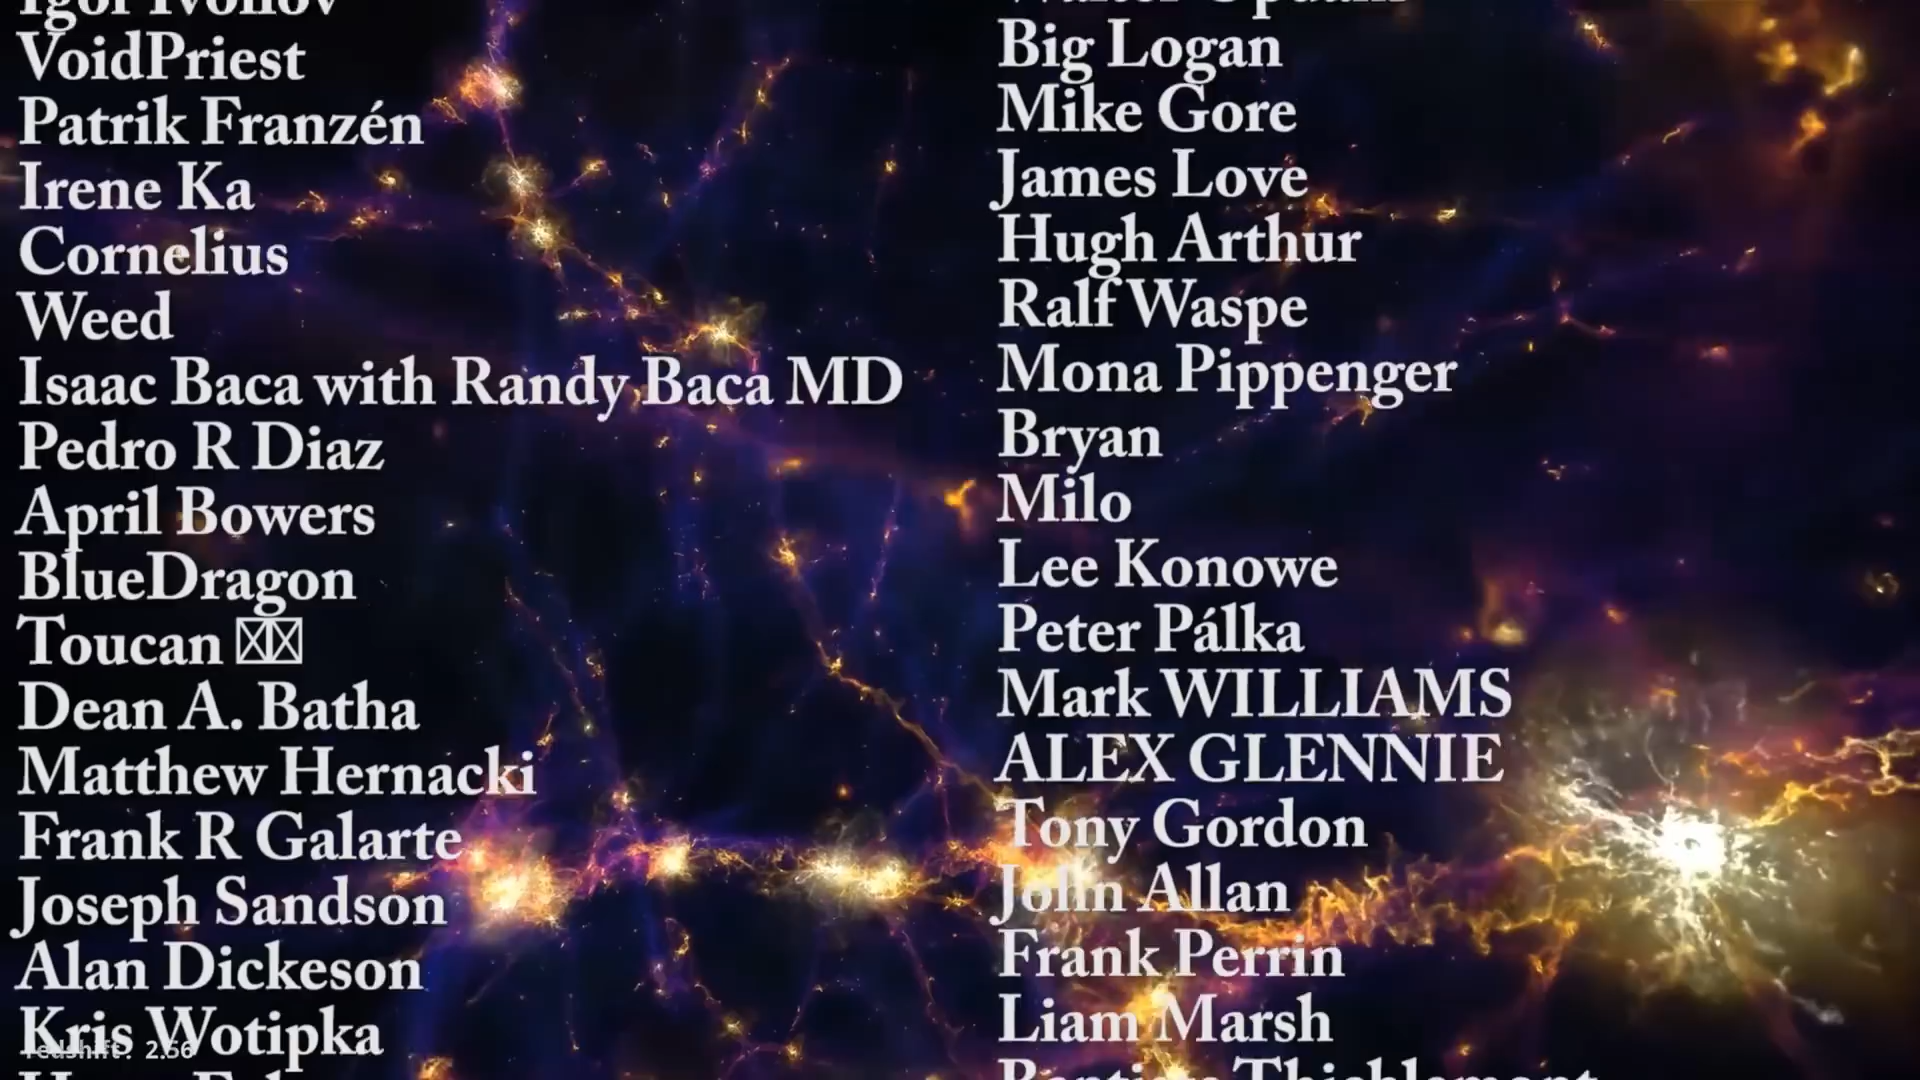 Igor Ivonov
VoidPriest
Patrik Franzén
Irene Ka
Cornelius
Weed
Isaac Baca with Randy Baca MD
Pedro R Diaz
April Bowers
BlueDragon
Toucan
Dean A. Batha
Matthew Hernacki
Frank R Galarte
Joseph Sandson
Alan Dickeson
Kris Wotipka
redshift : 2.56
Big Logan
Mike Gore
James Love
Hugh Arthur
Ralf Waspe
Mona Pippenger
Bryan
Milo
Lee Konowe
Peter Pálka
Mark WILLIAMS
ALEX GLENNIE
Tony Gordon
John Allan
Frank Perrin
Liam Marsh